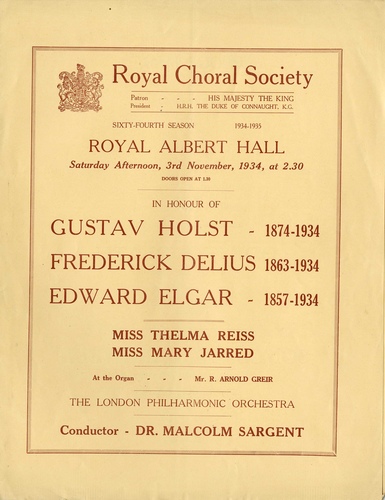 Royal Choral Society
Patron - - - HIS MAJESTY THE KING
President - H.R.H. THE DUKE OF CONNAUGHT, K.G.
SIXTY-FOURTH SEASON 1934-1935
ROYAL ALBERT HALL
Saturday Afternoon, 3rd November, 1934, at 2.30
DOORS OPEN AT 1.30
IN HONOUR OF
GUSTAV HOLST - 1874-1934
FREDERICK DELIUS 1863-1934
EDWARD ELGAR - 1857-1934
MISS THELMA REISS
MISS MARY JARRED
At the Organ - - - Mr. R. ARNOLD GREIR
THE LONDON PHILHARMONIC ORCHESTRA
Conductor - DR. MALCOLM SARGENT